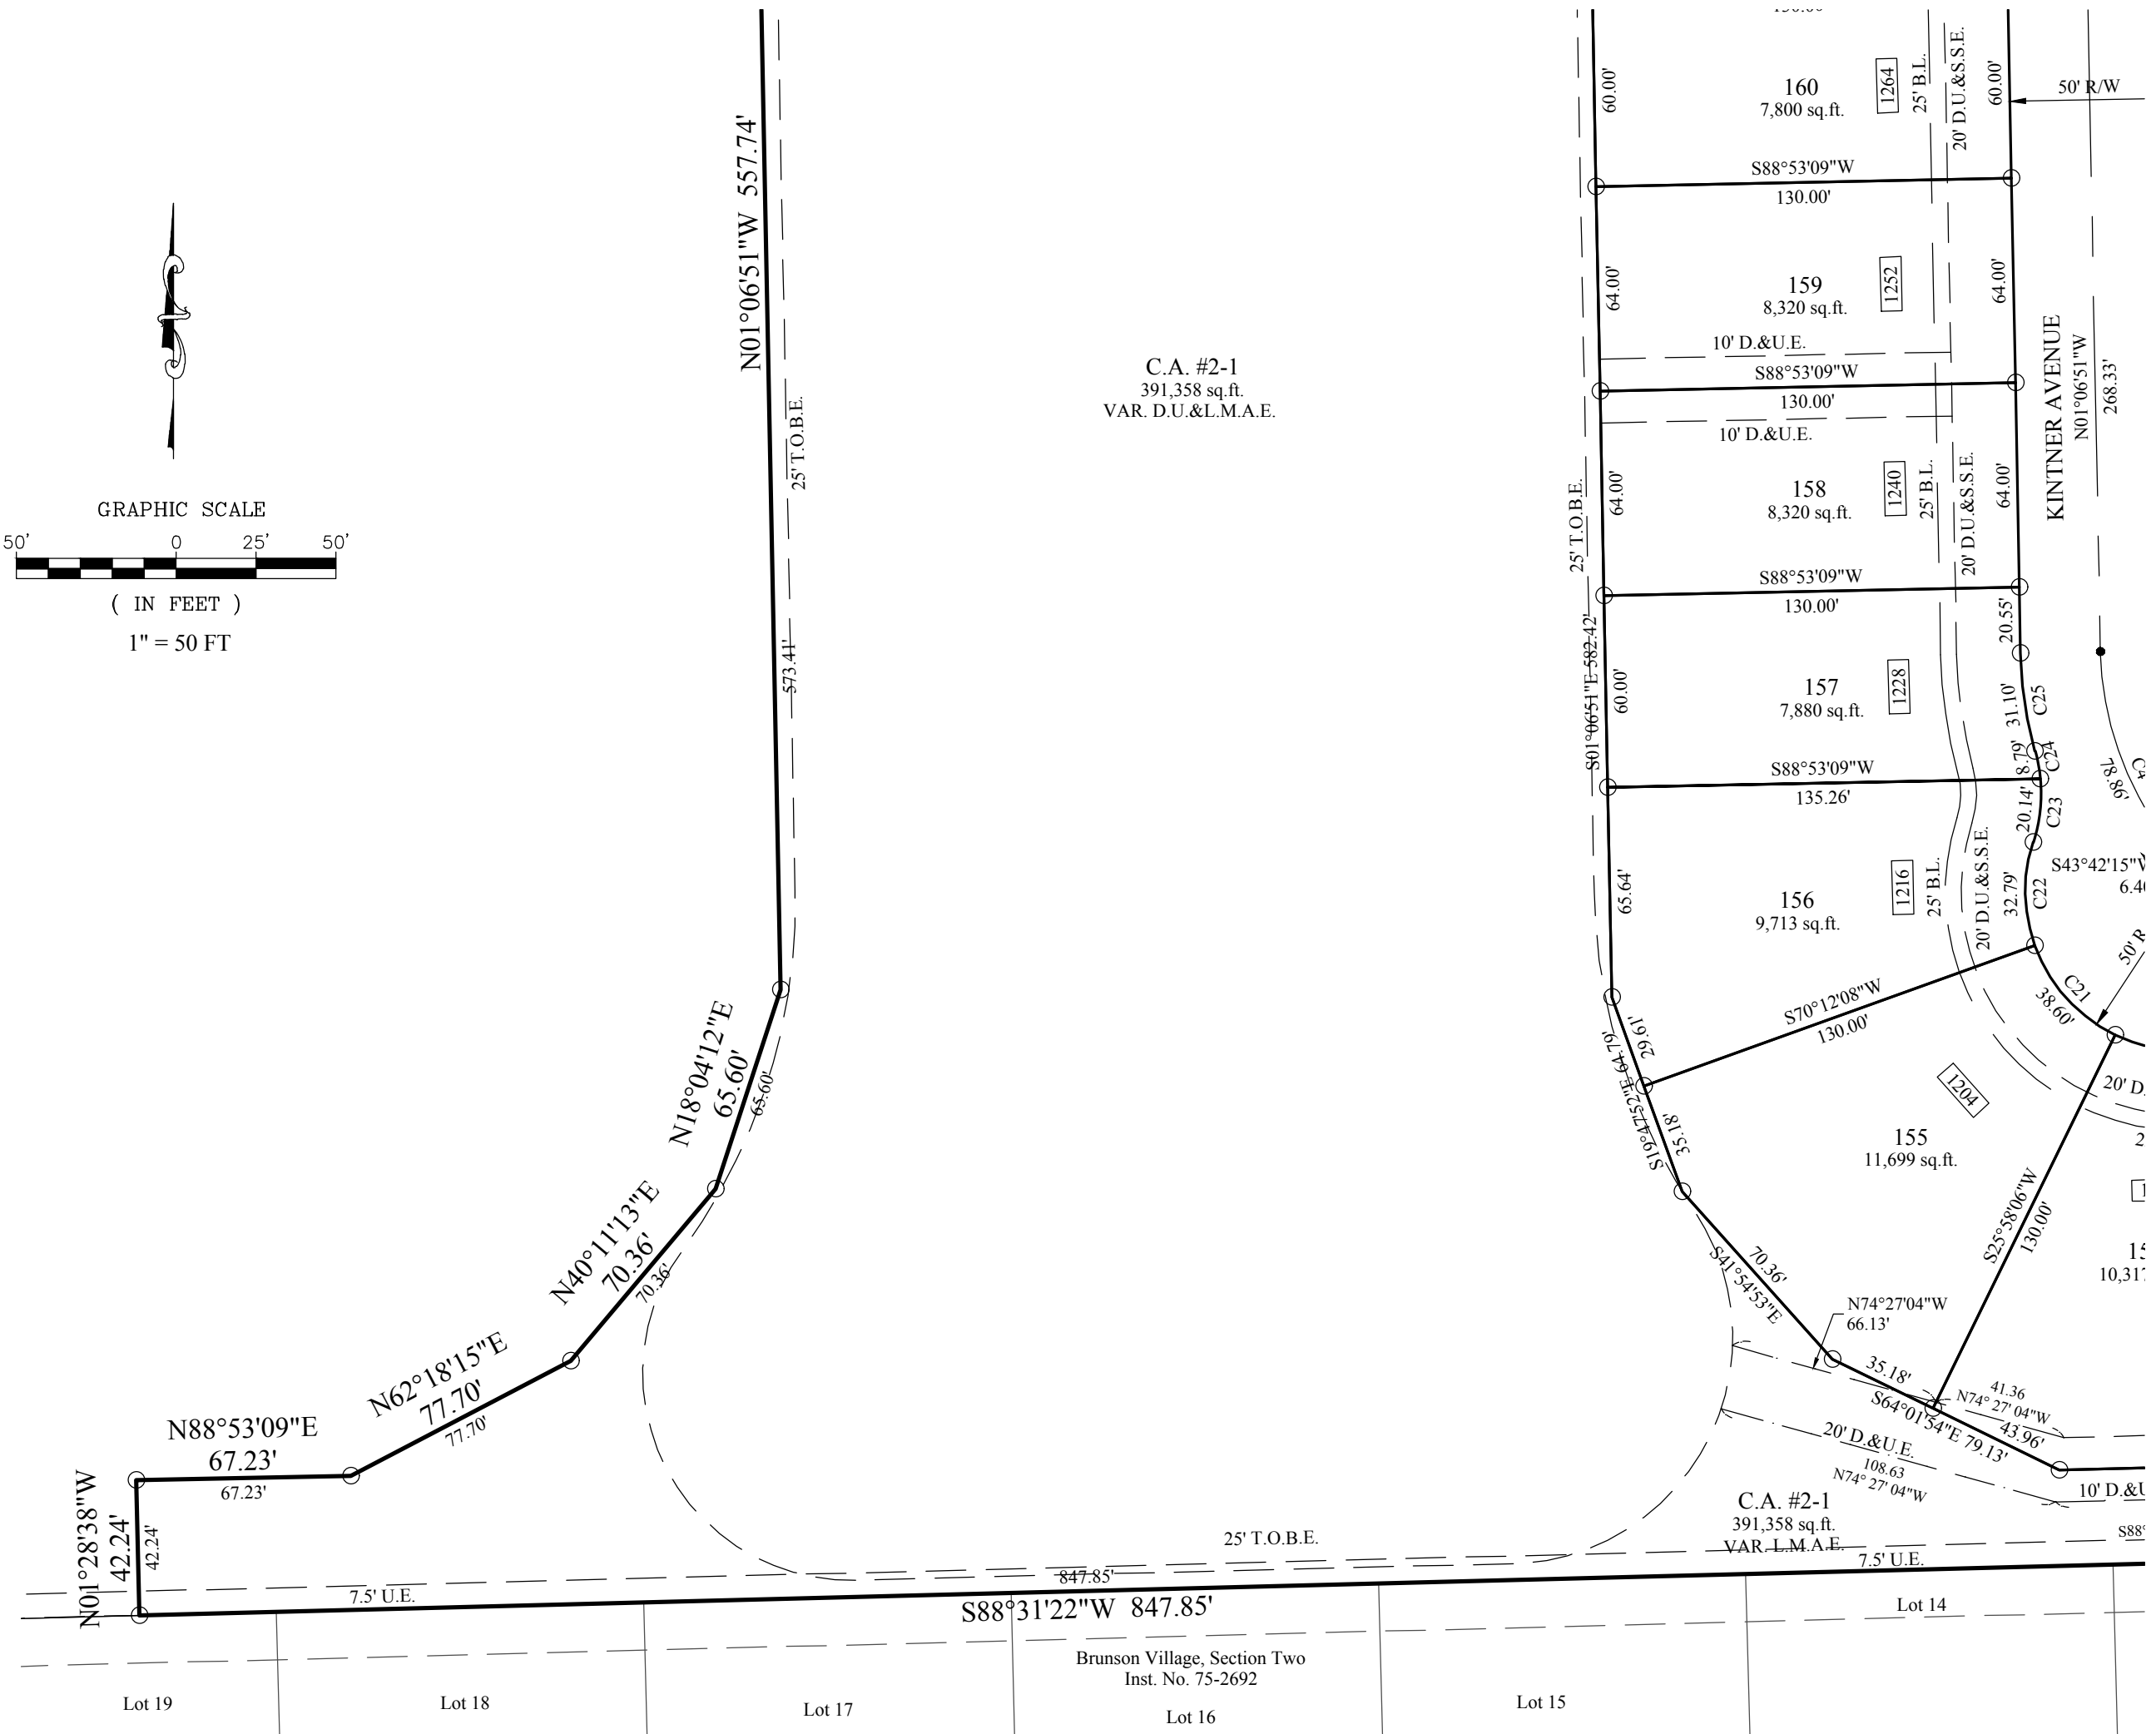 GRAPHIC SCALE
50' 0 25' 50'
( IN FEET )
1" = 50 FT
N01°06'51"W 557.74'
25' T.O.B.E.
573.41'
N18°04'12"E
65.60'
65.60'
N40°11'13"E
70.36'
70.36'
N62°18'15"E
77.70'
77.70'
N88°53'09"E
67.23'
67.23'
N01°28'38"W
42.24'
42.24'
C.A. #2-1
391,358 sq.ft.
VAR. D.U.&L.M.A.E.
25' T.O.B.E.
S01°06'51"E 582.42'
60.00'
160
7,800 sq.ft.
1264
25' B.L.
20' D.U.&S.S.E.
60.00'
50' R/W
S88°53'09"W
130.00'
64.00'
159
8,320 sq.ft.
1252
64.00'
10' D.&U.E.
S88°53'09"W
130.00'
10' D.&U.E.
KINTNER AVENUE
N01°06'51"W
268.33'
64.00'
158
8,320 sq.ft.
1240
25' B.L.
20' D.U.&S.S.E.
64.00'
S88°53'09"W
130.00'
20.55'
60.00'
157
7,880 sq.ft.
1228
31.10'
C25
8.79'
C24
78.86'
S88°53'09"W
135.26'
20.14'
C23
65.64'
156
9,713 sq.ft.
1216
25' B.L.
20' D.U.&S.S.E.
32.79'
C22
S43°42'15"W
50' R
C21
38.60'
S70°12'08"W
130.00'
29.61'
S19°47'52"E 64.79'
35.18'
1204
20' D.
155
11,699 sq.ft.
S25°58'06"W
130.00'
10,317
70.36'
S41°54'53"E
N74°27'04"W
66.13'
35.18'
S64°01'54"E 79.13'
41.36
N74° 27' 04"W
43.96'
20' D.&U.E.
108.63
N74° 27' 04"W
10' D.&U
S88°
C.A. #2-1
391,358 sq.ft.
VAR. L.M.A.E.
25' T.O.B.E.
7.5' U.E.
7.5' U.E.
847.85'
S88°31'22"W 847.85'
Lot 14
Brunson Village, Section Two
Inst. No. 75-2692
Lot 19
Lot 18
Lot 17
Lot 16
Lot 15